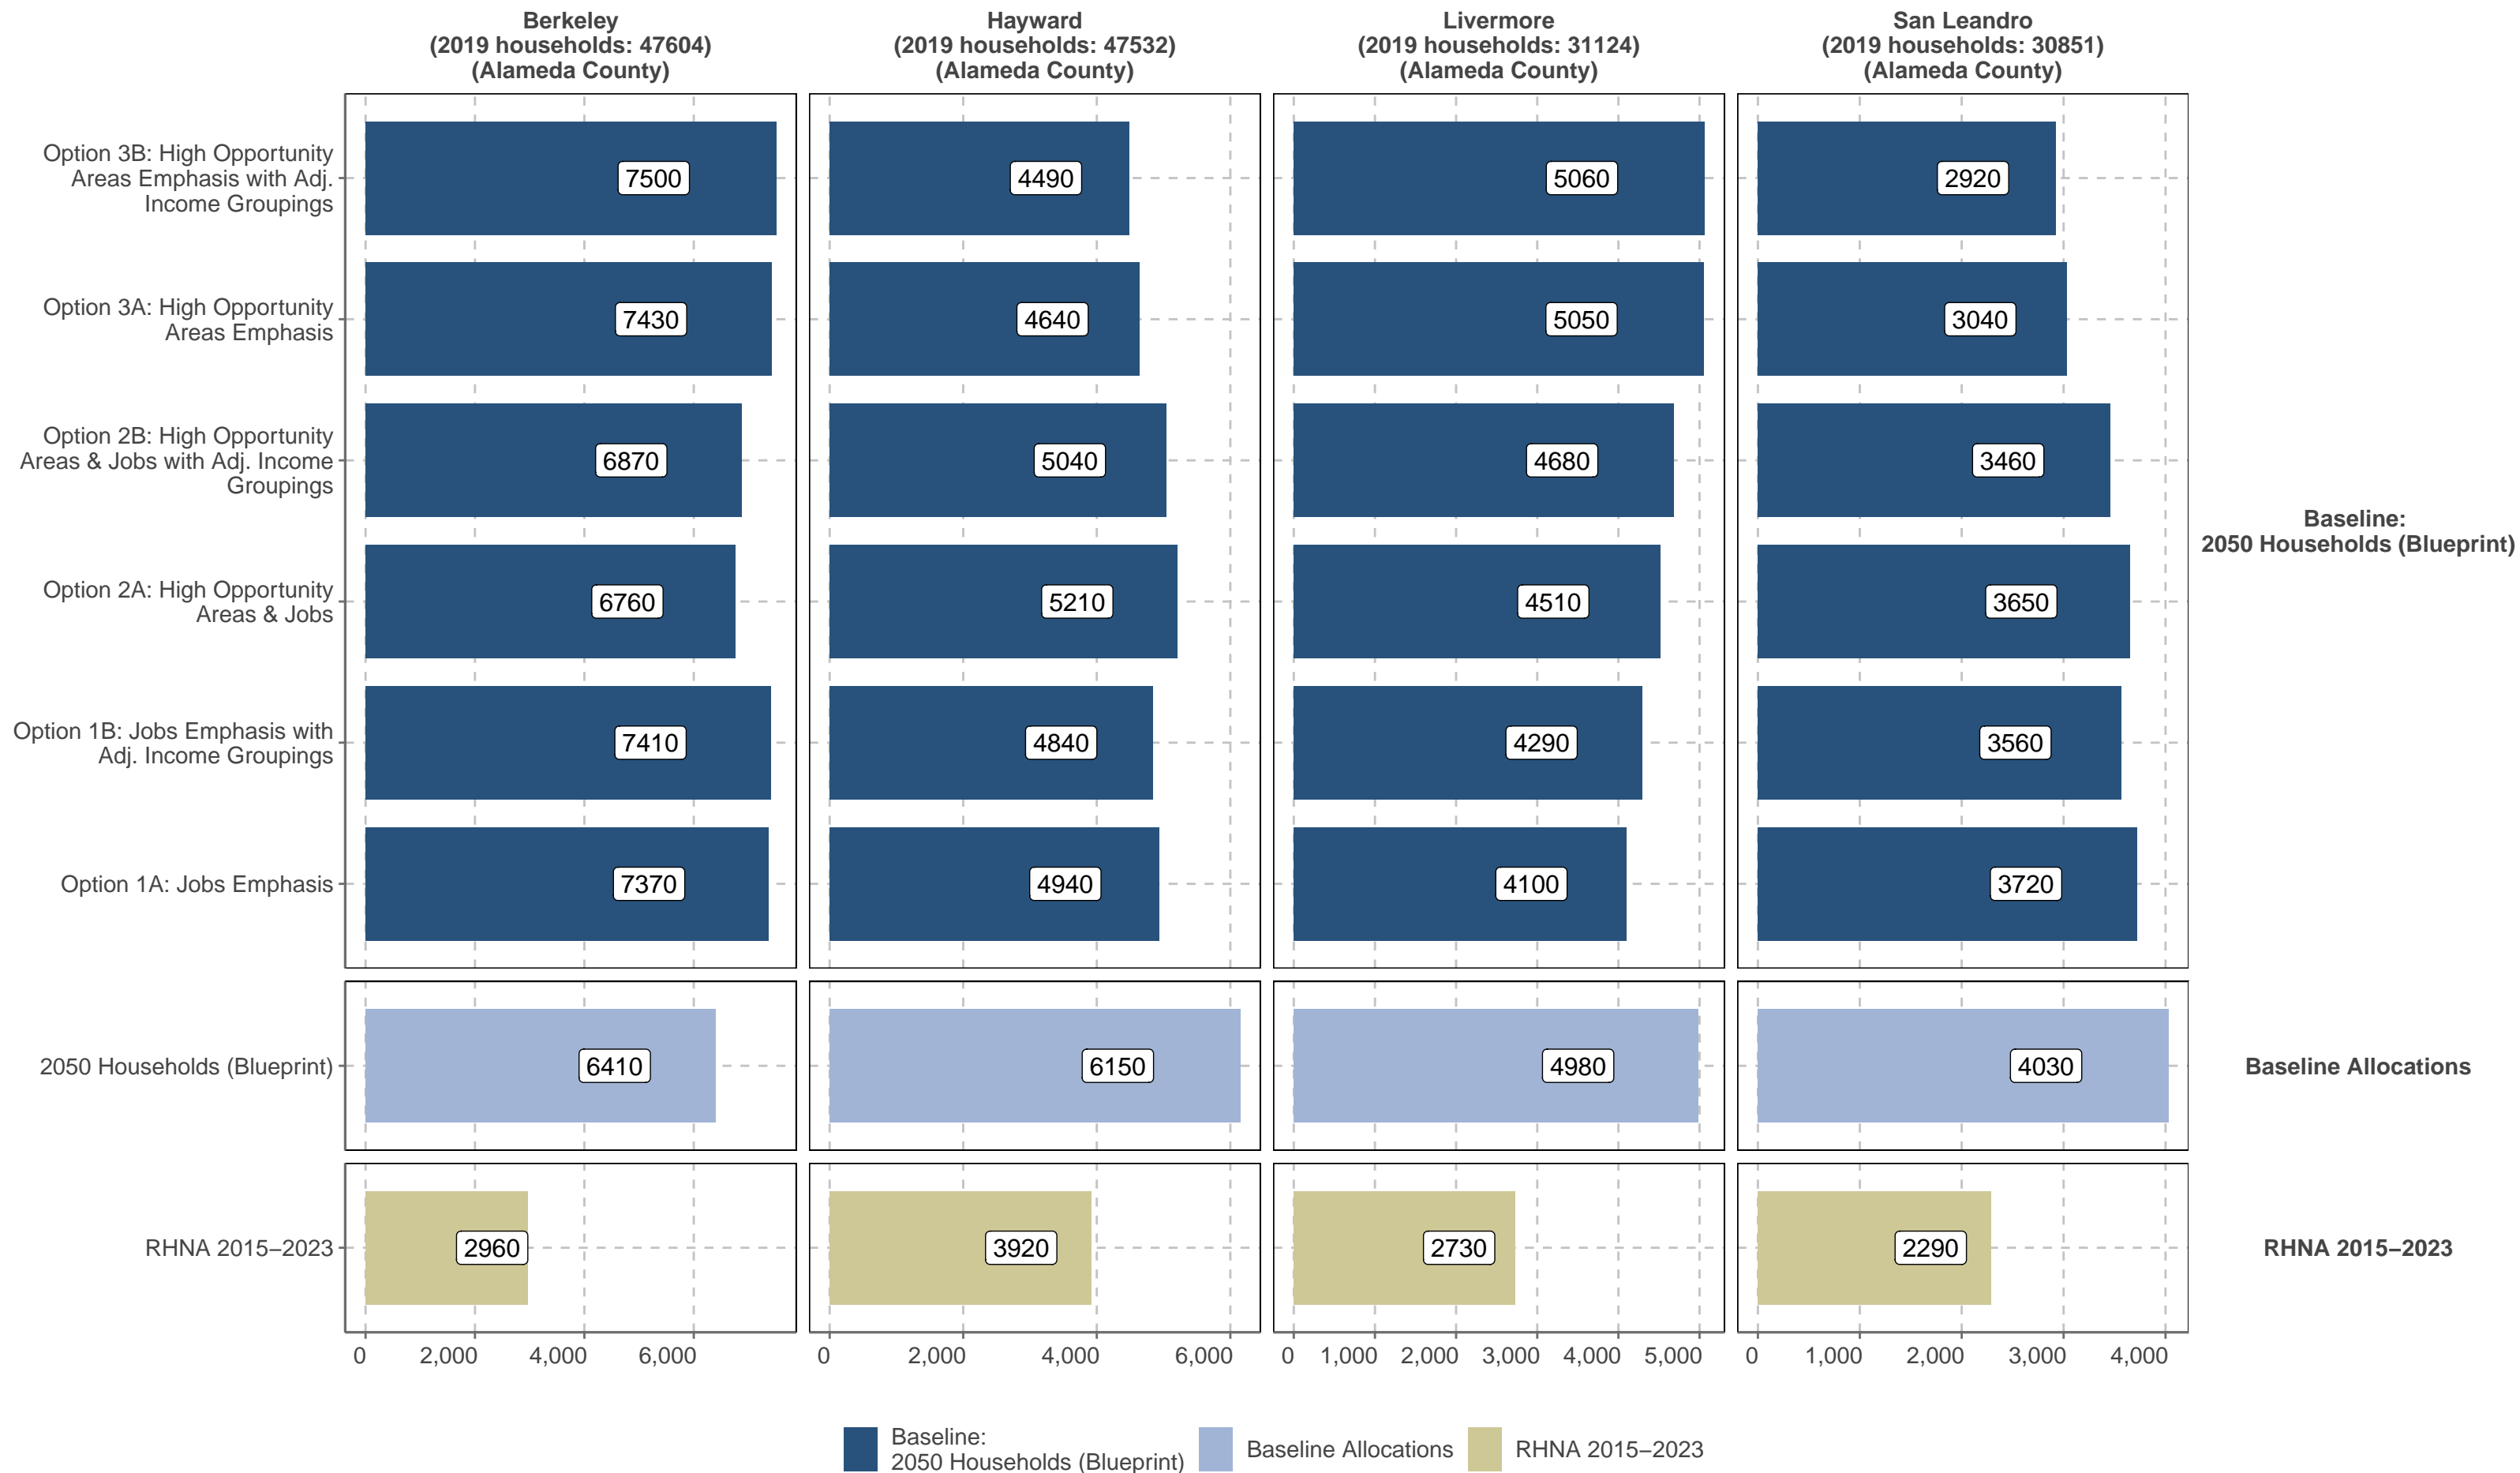 Berkeley
(2019 households: 47604)
(Alameda County)
Hayward
(2019 households: 47532)
(Alameda County)
Livermore
(2019 households: 31124)
(Alameda County)
San Leandro
(2019 households: 30851)
(Alameda County)
Option 3B: High Opportunity
Areas Emphasis with Adj.
Income Groupings
7500
4490
5060
2920
Option 3A: High Opportunity
Areas Emphasis
7430
4640
5050
3040
Option 2B: High Opportunity
Areas & Jobs with Adj. Income
Groupings
6870
5040
4680
3460
Baseline:
2050 Households (Blueprint)
Option 2A: High Opportunity
Areas & Jobs
6760
5210
4510
3650
Option 1B: Jobs Emphasis with
Adj. Income Groupings
7410
4840
4290
3560
Option 1A: Jobs Emphasis
7370
4940
4100
3720
2050 Households (Blueprint)
6410
6150
4980
4030
Baseline Allocations
RHNA 2015–2023
2960
3920
2730
2290
RHNA 2015–2023
0 2,000 4,000 6,000
0 2,000 4,000 6,000
0 1,000 2,000 3,000 4,000 5,000
0 1,000 2,000 3,000 4,000
Baseline:
2050 Households (Blueprint)
Baseline Allocations
RHNA 2015–2023